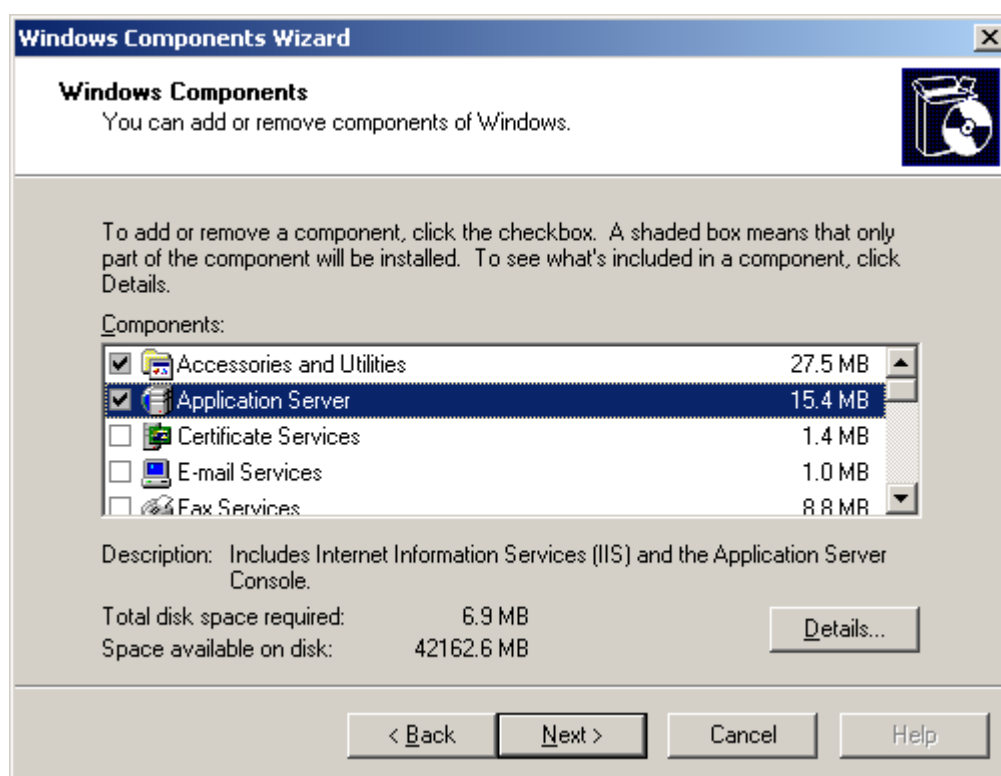 Windows Components Wizard
Windows Components
You can add or remove components of Windows.
To add or remove a component, click the checkbox. A shaded box means that only
part of the component will be installed. To see what's included in a component, click
Details.
Components:
Accessories and Utilities 27.5 MB
Application Server 15.4 MB
Certificate Services 1.4 MB
E-mail Services 1.0 MB
Fax Services 8.8 MB
Description: Includes Internet Information Services (IIS) and the Application Server
Console.
Total disk space required: 6.9 MB
Space available on disk: 42162.6 MB
Details...
< Back Next > Cancel Help